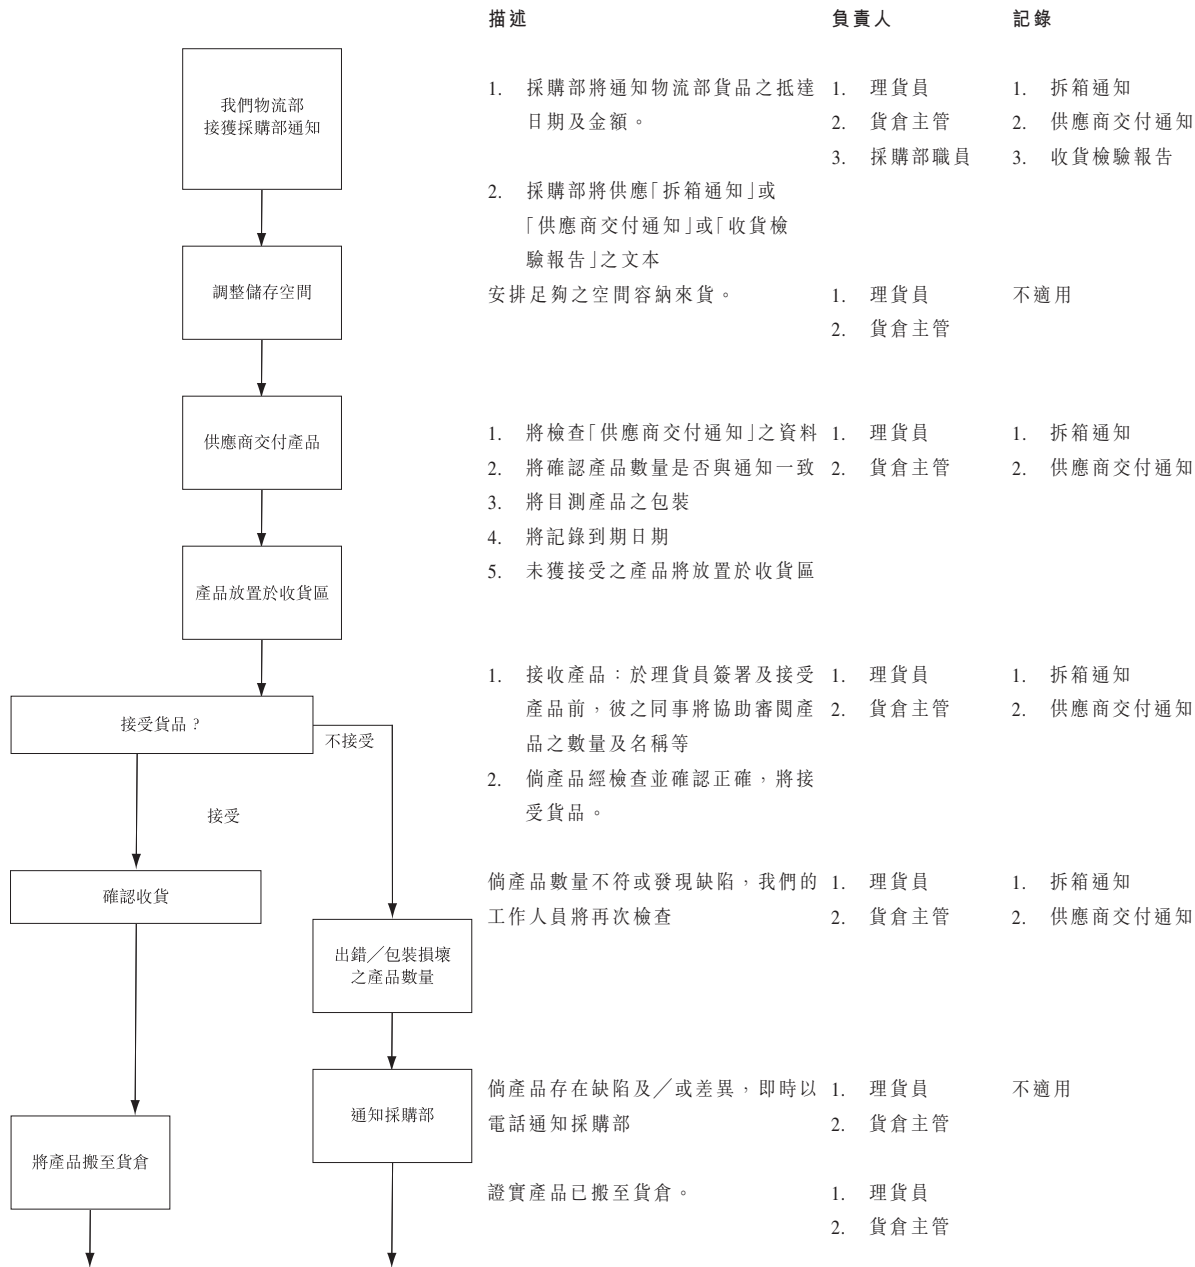 描述 負責人 記錄
我們物流部
接獲採購部通知
1. 採購部將通知物流部貨品之抵達 1. 理貨員 1. 拆箱通知
日期及金額。 2. 貨倉主管 2. 供應商交付通知
3. 採購部職員 3. 收貨檢驗報告
2. 採購部將供應「拆箱通知」或
「供應商交付通知」或「收貨檢
驗報告」之文本
調整儲存空間
安排足夠之空間容納來貨。 1. 理貨員 不適用
2. 貨倉主管
供應商交付產品
1. 將檢查「供應商交付通知」之資料 1. 理貨員 1. 拆箱通知
2. 將確認產品數量是否與通知一致 2. 貨倉主管 2. 供應商交付通知
3. 將目測產品之包裝
4. 將記錄到期日期
5. 未獲接受之產品將放置於收貨區
產品放置於收貨區
1. 接收產品：於理貨員簽署及接受 1. 理貨員 1. 拆箱通知
產品前，彼之同事將協助審閱產 2. 貨倉主管 2. 供應商交付通知
品之數量及名稱等
2. 倘產品經檢查並確認正確，將接
受貨品。
接受貨品？
不接受
接受
確認收貨
倘產品數量不符或發現缺陷，我們的 1. 理貨員 1. 拆箱通知
工作人員將再次檢查 2. 貨倉主管 2. 供應商交付通知
出錯／包裝損壞
之產品數量
倘產品存在缺陷及／或差異，即時以 1. 理貨員 不適用
電話通知採購部 2. 貨倉主管
通知採購部
將產品搬至貨倉
證實產品已搬至貨倉。 1. 理貨員
2. 貨倉主管